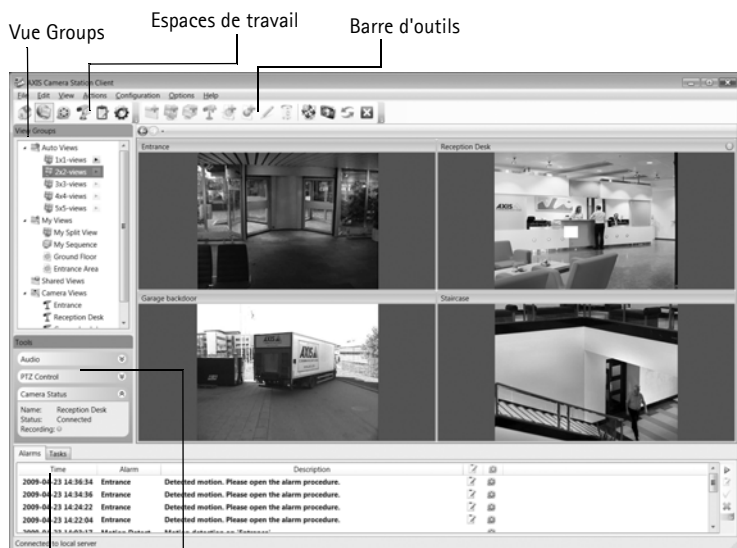 Vue Groups
Espaces de travail
Barre d'outils
AXIS Camera Station Client
File Edit View Actions Configuration Options Help
View Groups
Auto Views
1x1-views
2x2-views
3x3-views
4x4-views
5x5-views
My Views
My Split View
My Sequence
Ground Floor
Entrance Area
Shared Views
Camera Views
Entrance
Reception Desk
Entrance
Reception Desk
AXIS
Garage backdoor
Staircase
AXIS
Tools
Audio
PTZ Control
Camera Status
Name: Reception Desk
Status: Connected
Recording:
Alarms Tasks
Time Alarm Description
2009-04-23 14:36:34 Entrance Detected motion. Please open the alarm procedure.
2009-04-23 14:34:36 Entrance Detected motion. Please open the alarm procedure.
2009-04-23 14:24:22 Entrance Detected motion. Please open the alarm procedure.
2009-04-23 14:22:04 Entrance Detected motion. Please open the alarm procedure.
Connected to local server